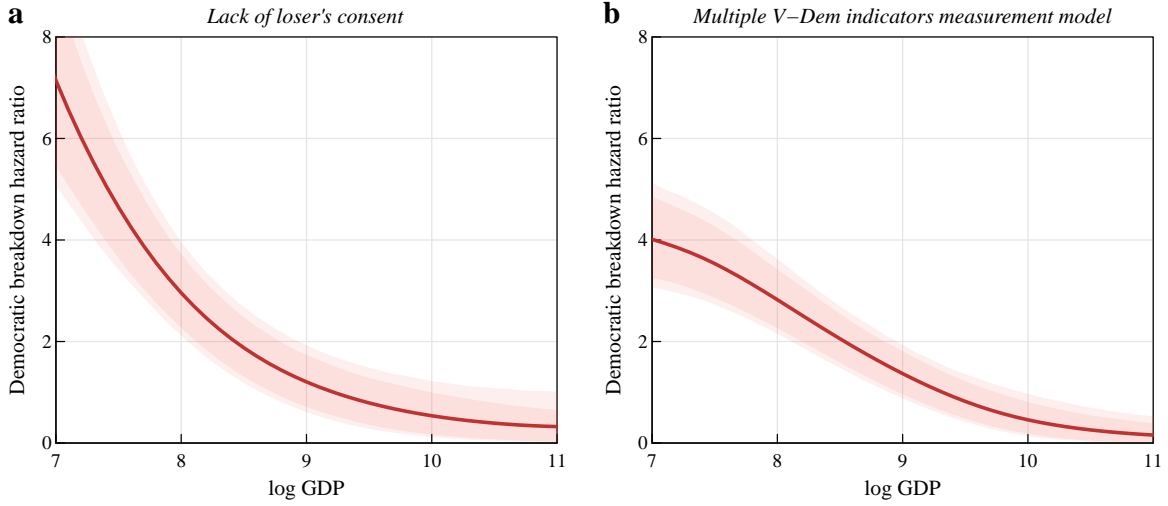 a
Lack of loser's consent
Democratic breakdown hazard ratio
8
6
4
2
0
7 8 9 10 11
log GDP
b
Multiple V−Dem indicators measurement model
Democratic breakdown hazard ratio
8
6
4
2
0
7 8 9 10 11
log GDP